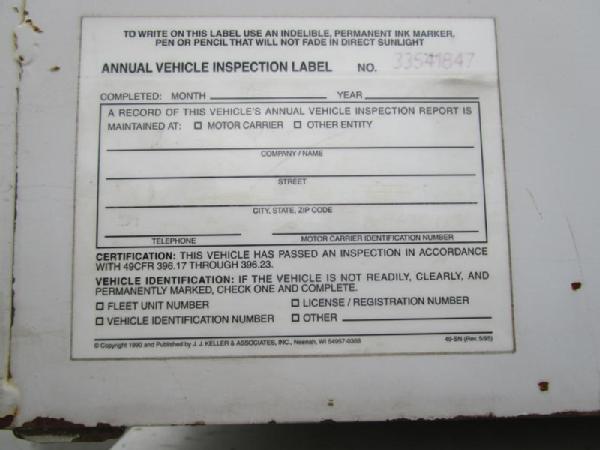 TO WRITE ON THIS LABEL USE AN INDELIBLE, PERMANENT INK MARKER,
PEN OR PENCIL THAT WILL NOT FADE IN DIRECT SUNLIGHT
ANNUAL VEHICLE INSPECTION LABEL NO. 33541847
COMPLETED: MONTH YEAR
A RECORD OF THIS VEHICLE'S ANNUAL VEHICLE INSPECTION REPORT IS
MAINTAINED AT: ☐ MOTOR CARRIER ☐ OTHER ENTITY
COMPANY / NAME
STREET
CITY, STATE, ZIP CODE
TELEPHONE MOTOR CARRIER IDENTIFICATION NUMBER
CERTIFICATION: THIS VEHICLE HAS PASSED AN INSPECTION IN ACCORDANCE
WITH 49CFR 396.17 THROUGH 396.23.
VEHICLE IDENTIFICATION: IF THE VEHICLE IS NOT READILY, CLEARLY, AND
PERMANENTLY MARKED, CHECK ONE AND COMPLETE.
☐ FLEET UNIT NUMBER ☐ LICENSE / REGISTRATION NUMBER
☐ VEHICLE IDENTIFICATION NUMBER ☐ OTHER
© Copyright 1990 and Published by J. J. KELLER & ASSOCIATES, INC., Neenah, WI 54957-0368 49-SN (Rev. 5/95)